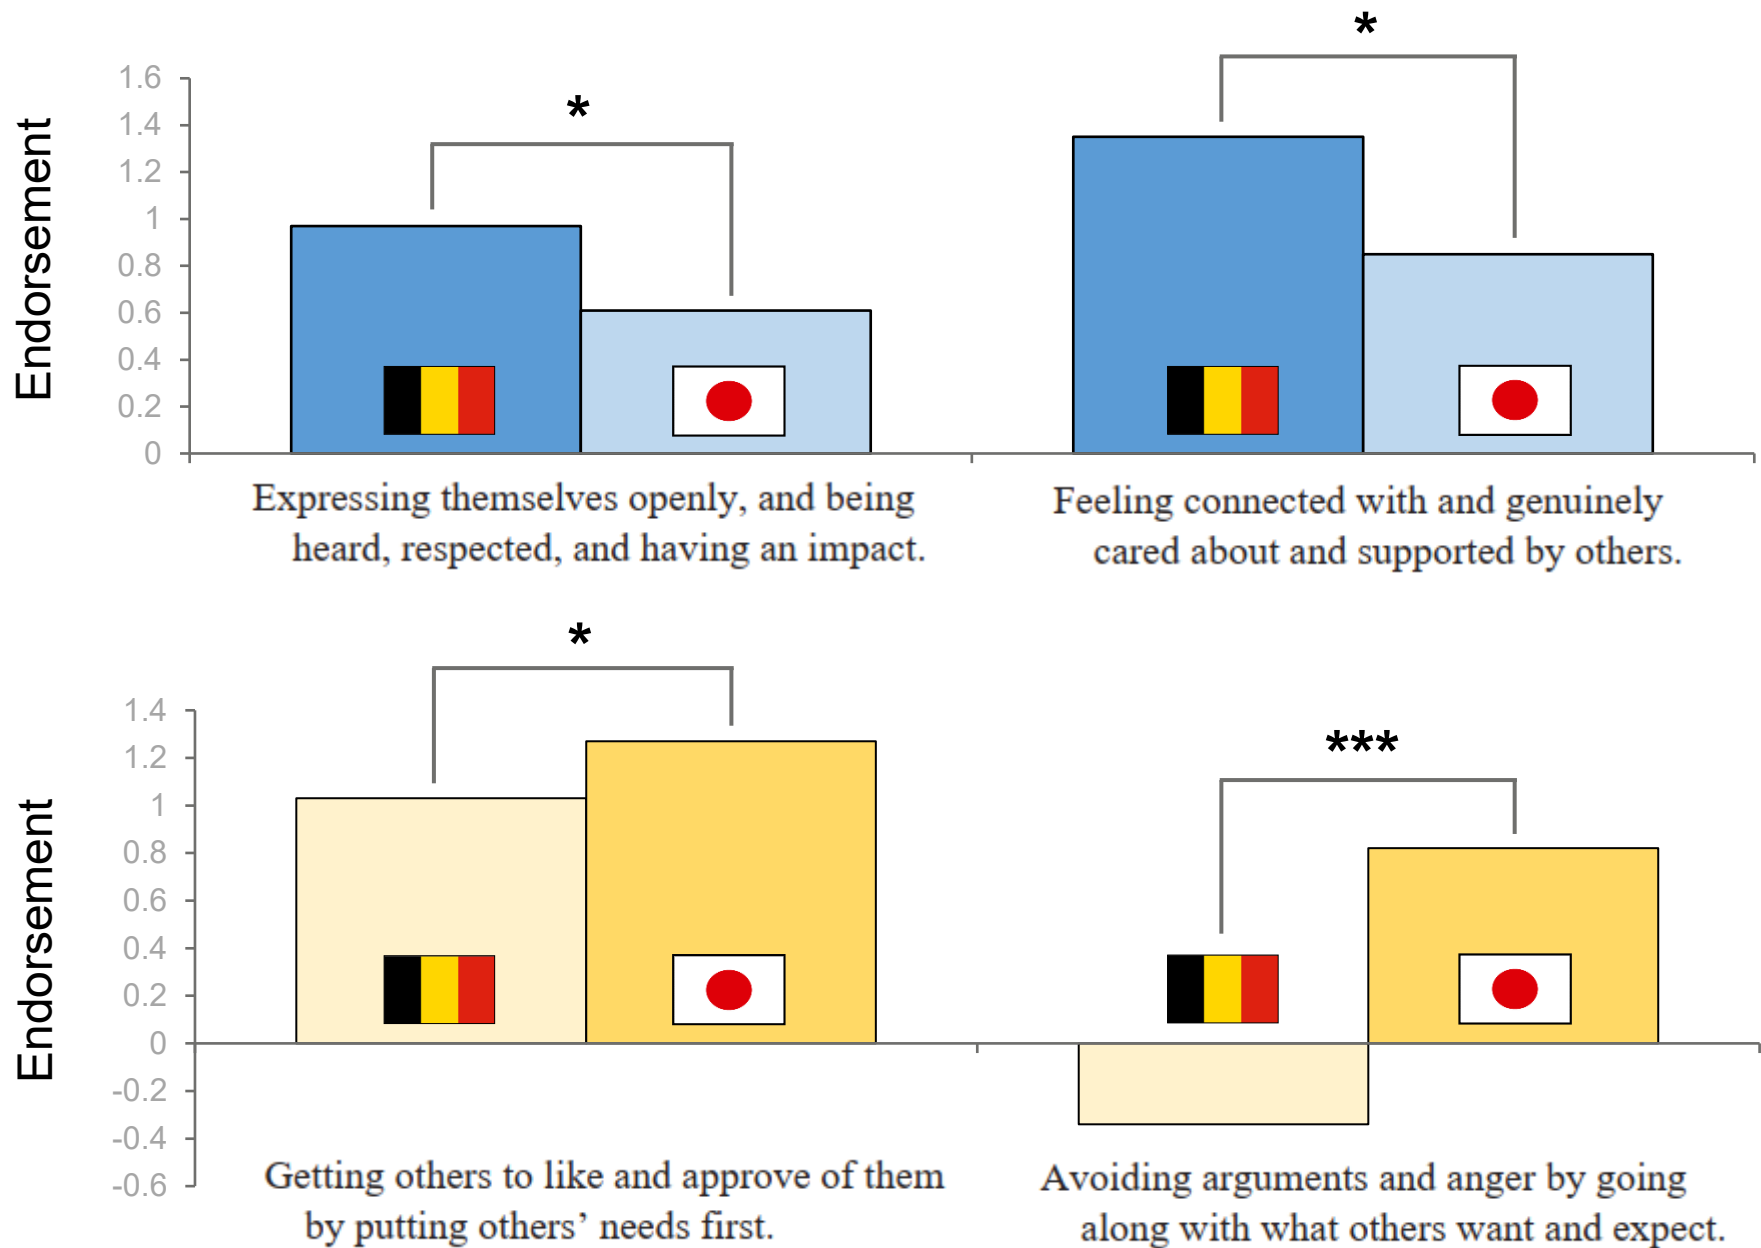 *
*
Endorsement
1.6
1.4
1.2
1
0.8
0.6
0.4
0.2
0
Expressing themselves openly, and being
heard, respected, and having an impact.
Feeling connected with and genuinely
cared about and supported by others.
*
***
Endorsement
1.4
1.2
1
0.8
0.6
0.4
0.2
0
-0.2
-0.4
-0.6
Getting others to like and approve of them
by putting others’ needs first.
Avoiding arguments and anger by going
along with what others want and expect.